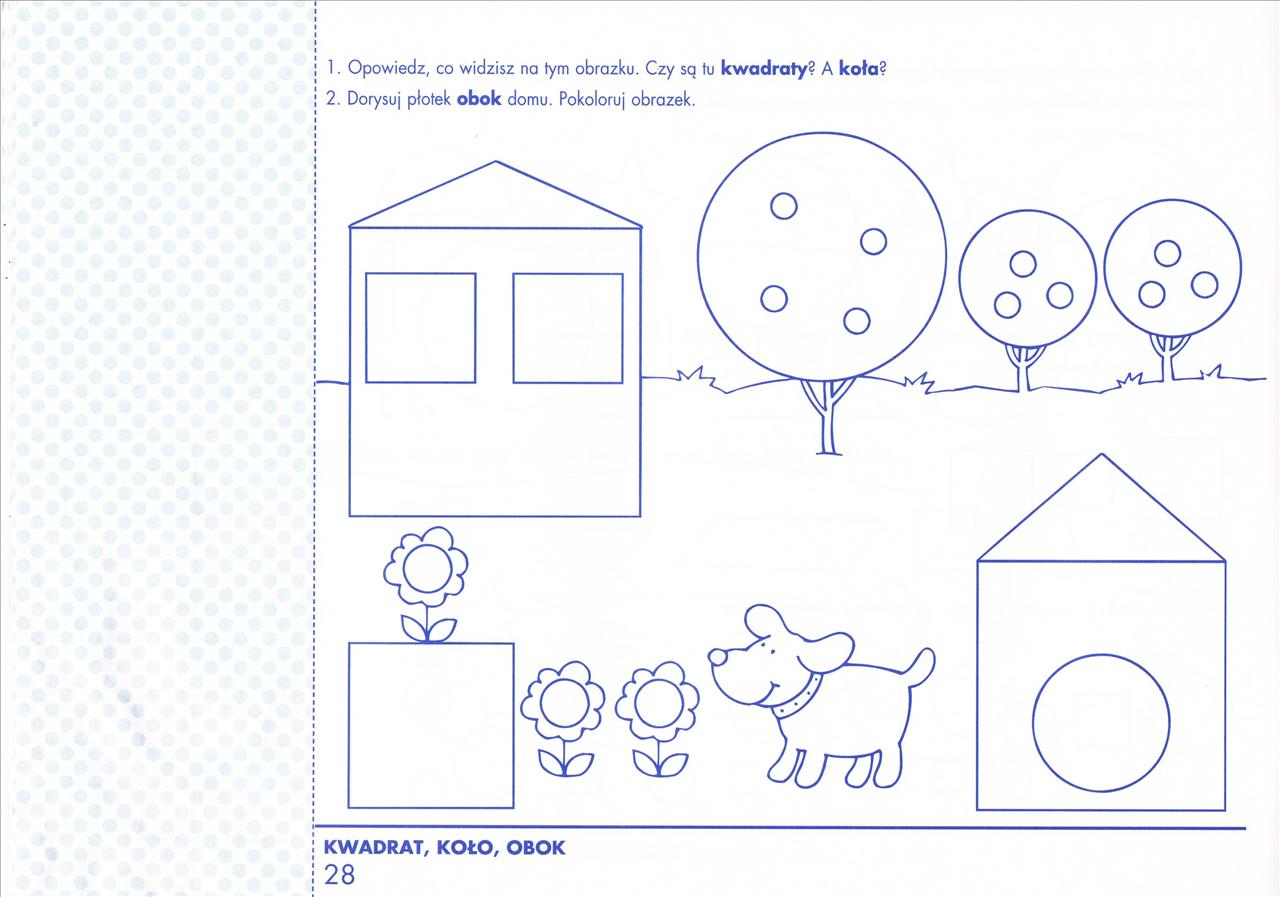 1. Opowiedz, co widzisz na tym obrazku. Czy są tu kwadraty? A koła?
2. Dorysuj płotek obok domu. Pokoloruj obrazek.
KWADRAT, KOŁO, OBOK
28